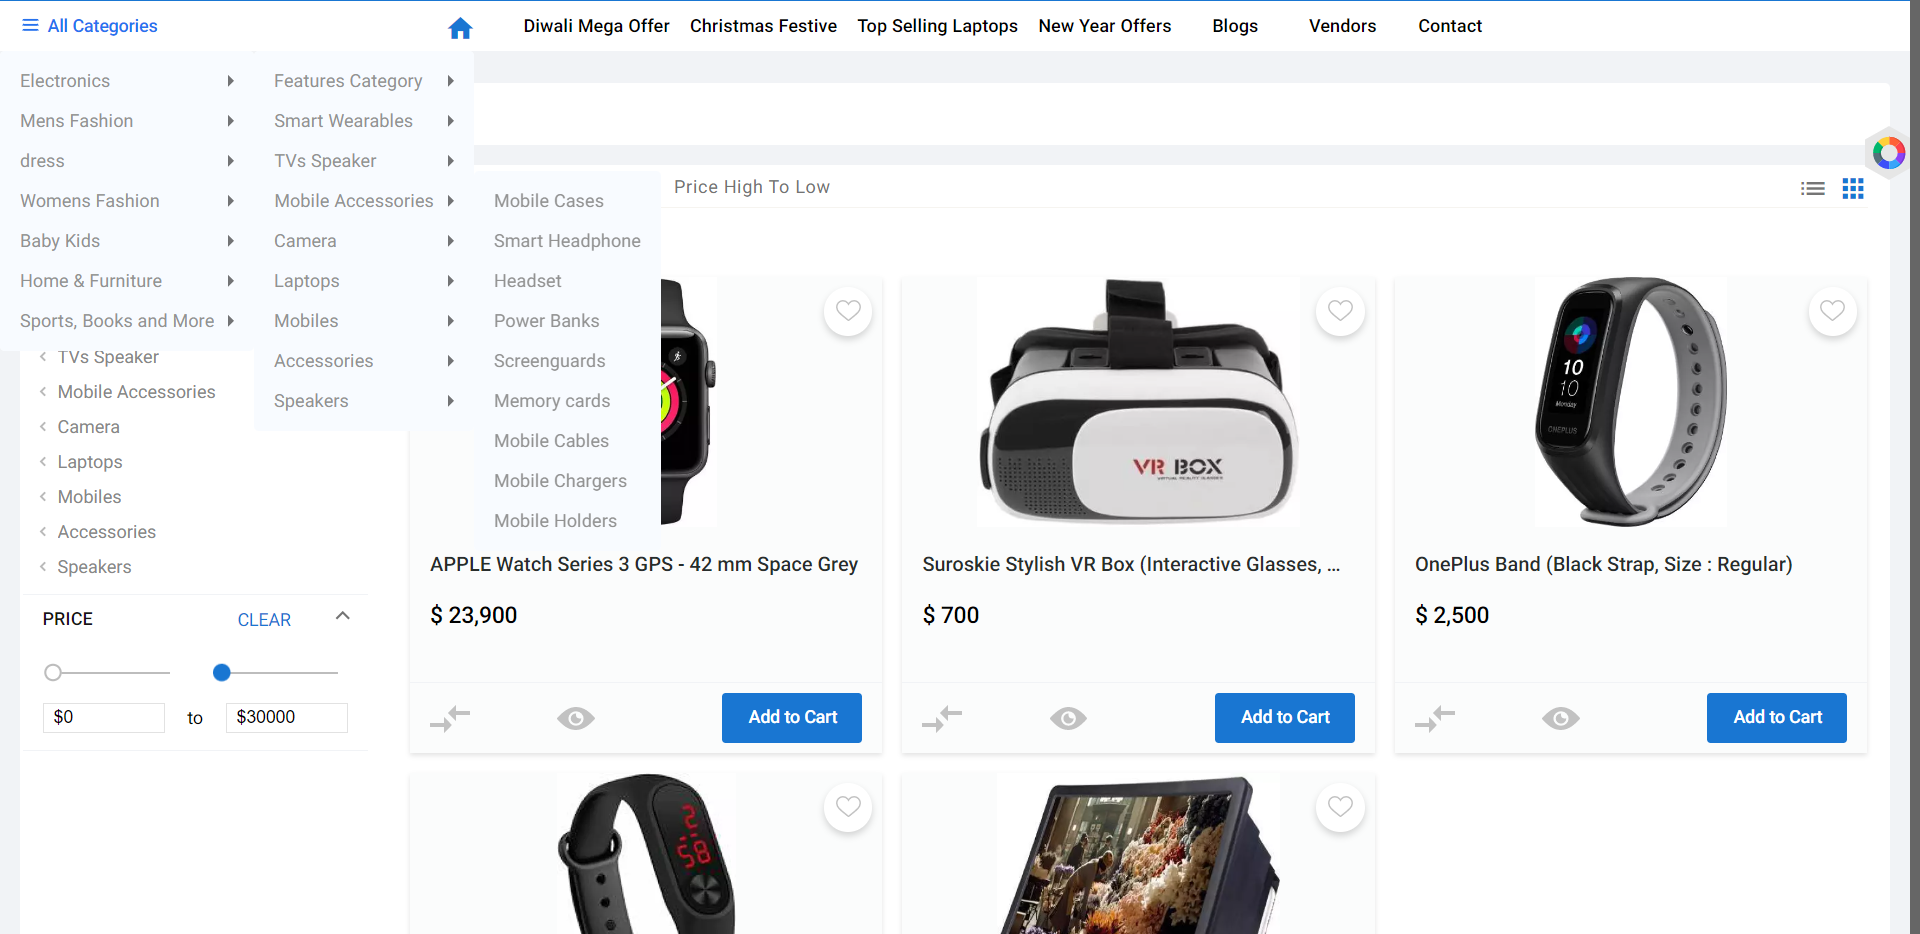 All Categories
Diwali Mega Offer
Christmas Festive
Top Selling Laptops
New Year Offers
Blogs
Vendors
Contact
Electronics
Mens Fashion
dress
Womens Fashion
Baby Kids
Home & Furniture
Sports, Books and More
Features Category
Smart Wearables
TVs Speaker
Mobile Accessories
Camera
Laptops
Mobiles
Accessories
Speakers
Mobile Cases
Smart Headphone
Headset
Power Banks
Screenguards
Memory cards
Mobile Cables
Mobile Chargers
Mobile Holders
Price High To Low
TVs Speaker
Mobile Accessories
Camera
Laptops
Mobiles
Accessories
Speakers
PRICE
CLEAR
$0 to $30000
VR BOX
VIRTUAL REALITY GLASSES
10
10
Monday
ONEPLUS
APPLE Watch Series 3 GPS - 42 mm Space Grey
$ 23,900
Add to Cart
Suroskie Stylish VR Box (Interactive Glasses, ...
$ 700
Add to Cart
OnePlus Band (Black Strap, Size : Regular)
$ 2,500
Add to Cart